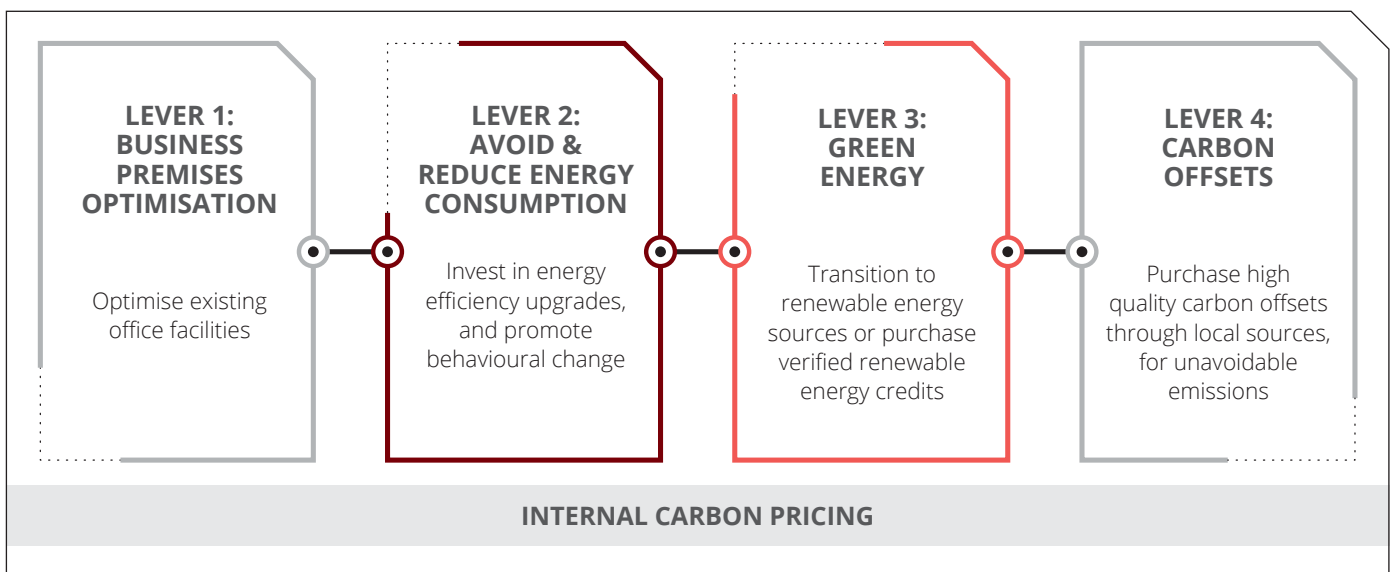 LEVER 1:
BUSINESS
PREMISES
OPTIMISATION
Optimise existing
office facilities
LEVER 2:
AVOID &
REDUCE ENERGY
CONSUMPTION
Invest in energy
efficiency upgrades,
and promote
behavioural change
LEVER 3:
GREEN
ENERGY
Transition to
renewable energy
sources or purchase
verified renewable
energy credits
LEVER 4:
CARBON
OFFSETS
Purchase high
quality carbon offsets
through local sources,
for unavoidable
emissions
INTERNAL CARBON PRICING